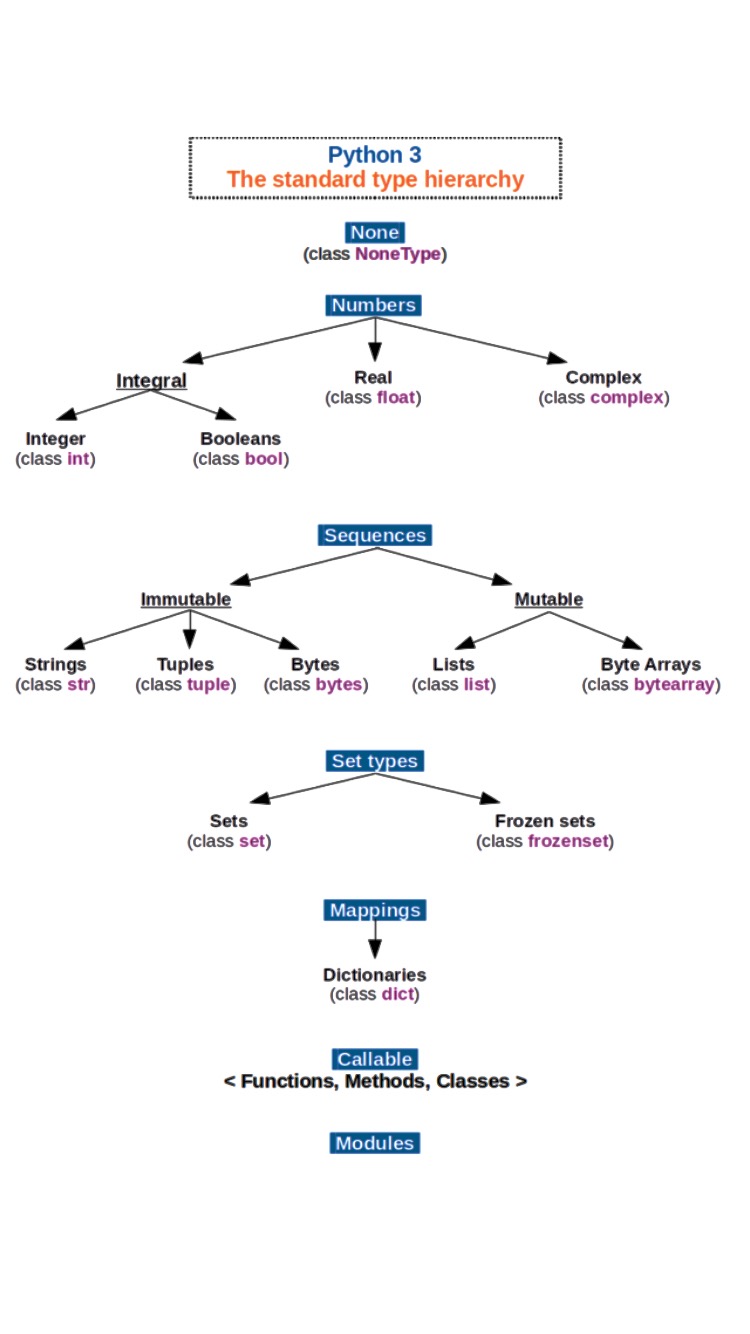 Python 3
The standard type hierarchy
None
(class NoneType)
Numbers
Integral
Real
(class float)
Complex
(class complex)
Integer
(class int)
Booleans
(class bool)
Sequences
Immutable
Mutable
Strings
(class str)
Tuples
(class tuple)
Bytes
(class bytes)
Lists
(class list)
Byte Arrays
(class bytearray)
Set types
Sets
(class set)
Frozen sets
(class frozenset)
Mappings
Dictionaries
(class dict)
Callable
< Functions, Methods, Classes >
Modules